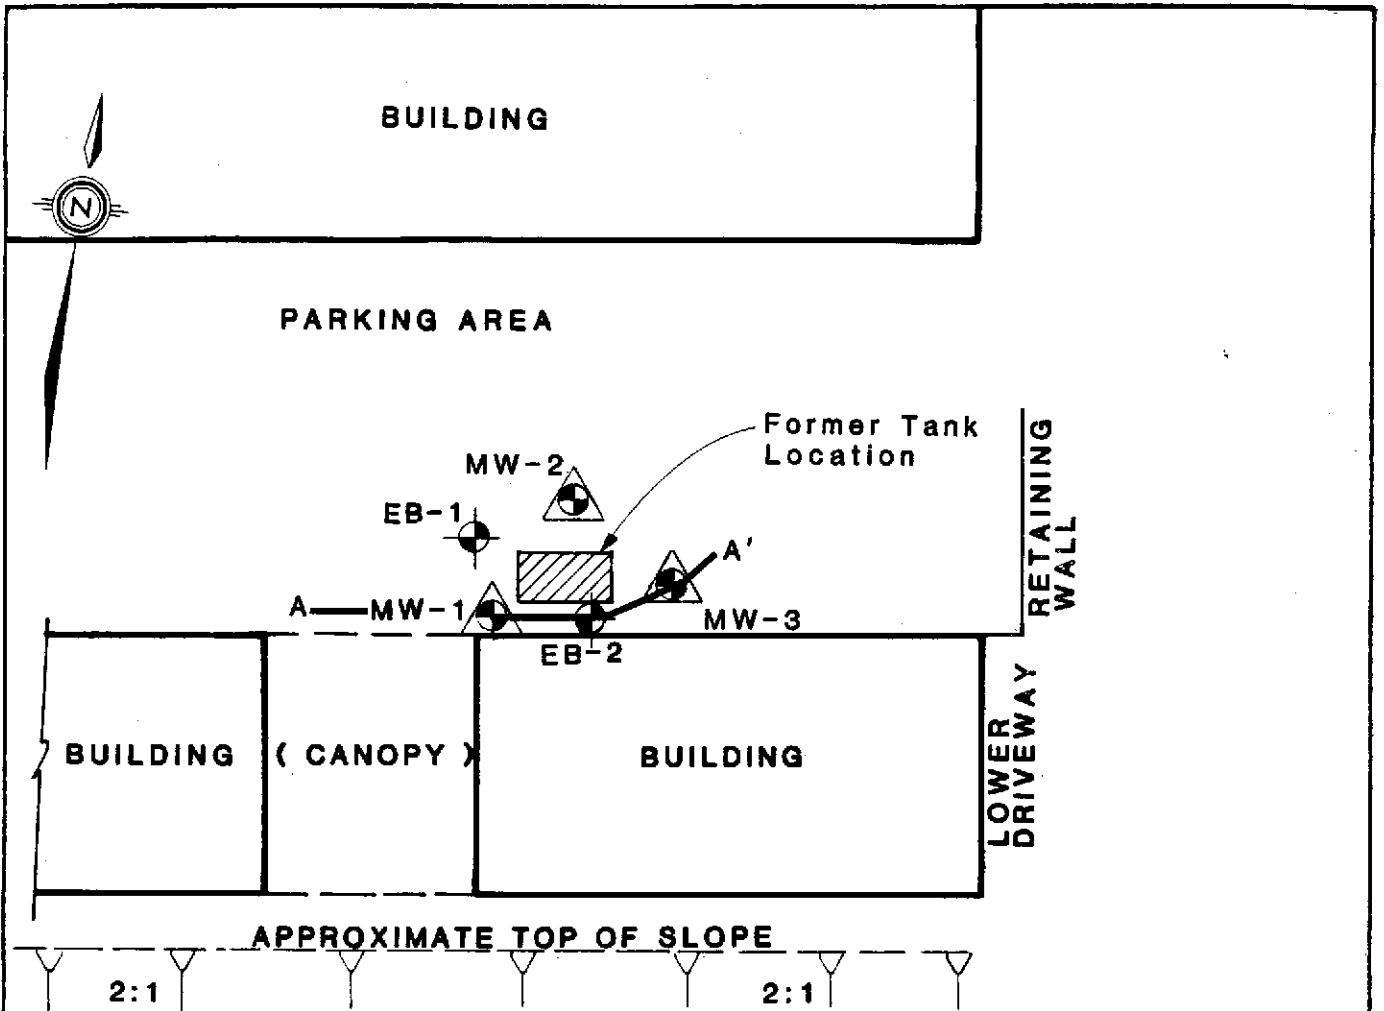 BUILDING
N
PARKING AREA
Former Tank
Location
MW-2
EB-1
RETAINING
WALL
A'
A
MW-1
MW-3
EB-2
BUILDING
( CANOPY )
BUILDING
LOWER
DRIVEWAY
APPROXIMATE TOP OF SLOPE
2:1
2:1